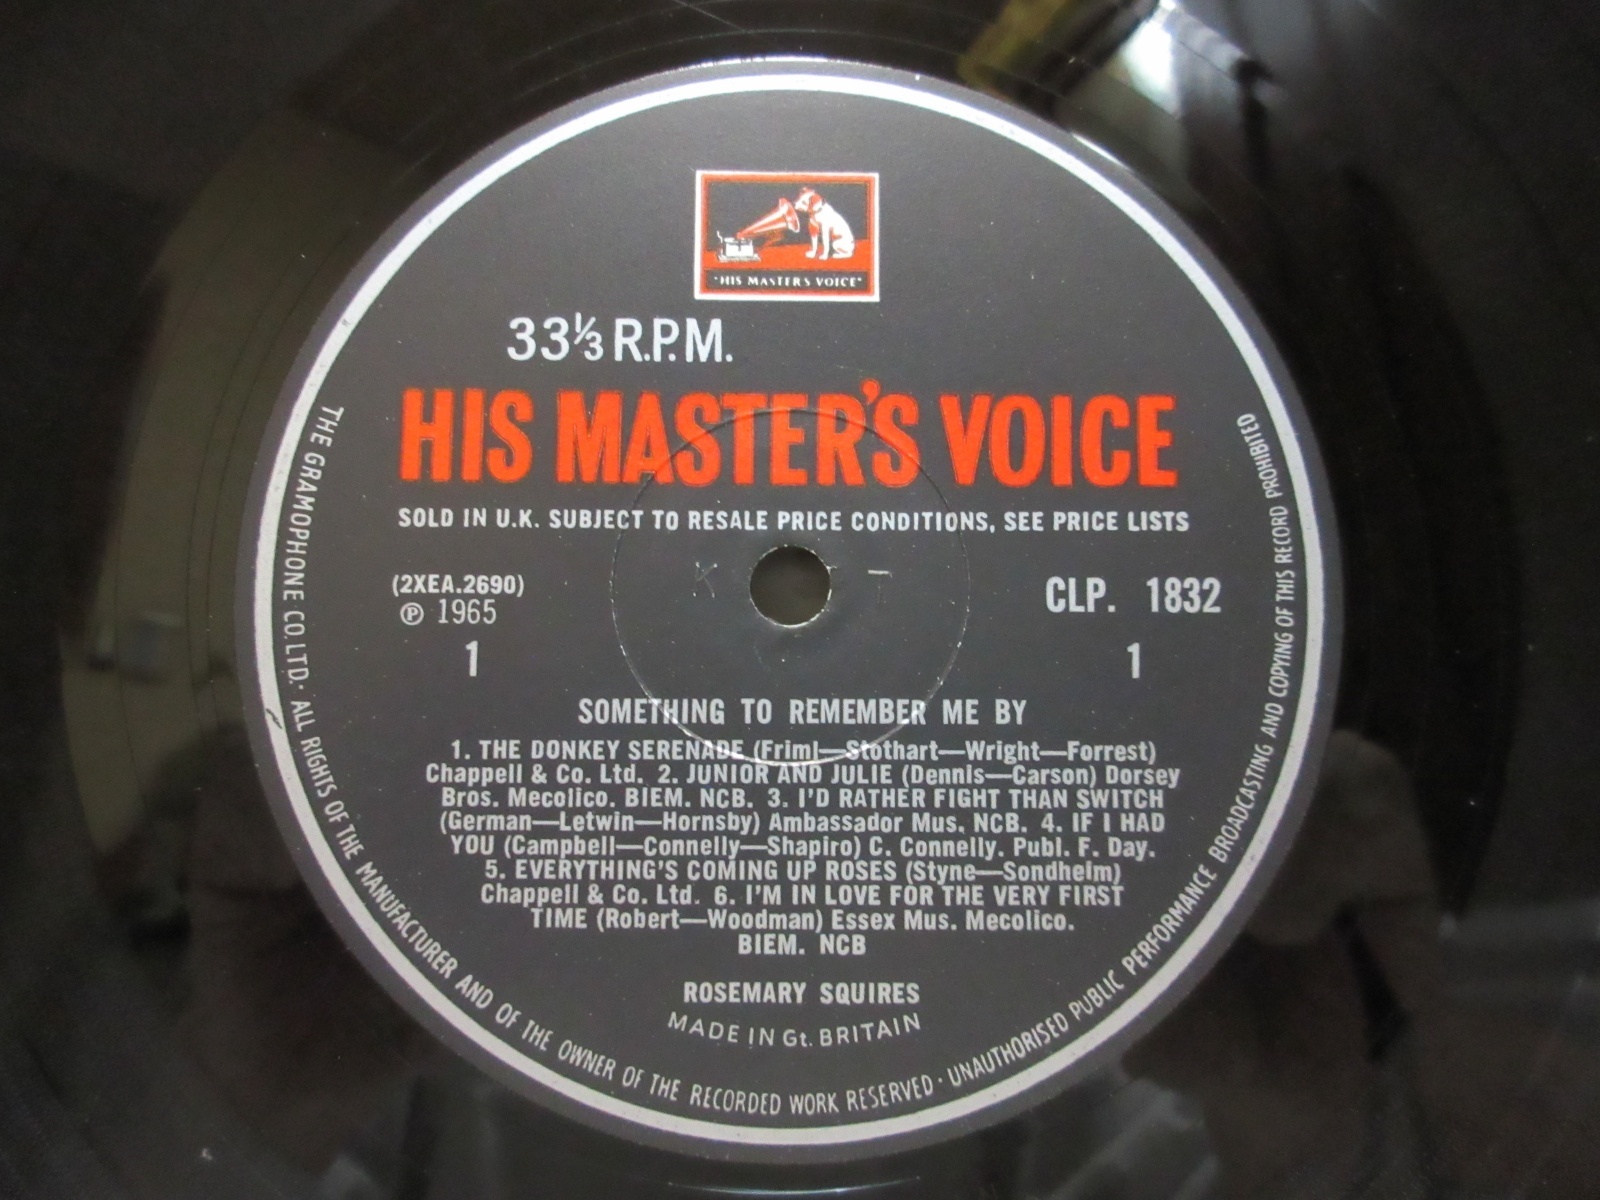 "HIS MASTER'S VOICE"
33⅓ R.P.M.
HIS MASTER'S VOICE
SOLD IN U.K. SUBJECT TO RESALE PRICE CONDITIONS, SEE PRICE LISTS
K T
(2XEA.2690)
℗ 1965
1
CLP. 1832
1
SOMETHING TO REMEMBER ME BY
1. THE DONKEY SERENADE (Friml—Stothart—Wright—Forrest)
Chappell & Co. Ltd. 2. JUNIOR AND JULIE (Dennis—Carson) Dorsey
Bros. Mecolico. BIEM. NCB. 3. I'D RATHER FIGHT THAN SWITCH
(German—Letwin—Hornsby) Ambassador Mus. NCB. 4. IF I HAD
YOU (Campbell—Connelly—Shapiro) C. Connelly. Publ. F. Day.
5. EVERYTHING'S COMING UP ROSES (Styne—Sondheim)
Chappell & Co. Ltd. 6. I'M IN LOVE FOR THE VERY FIRST
TIME (Robert—Woodman) Essex Mus. Mecolico.
BIEM. NCB
ROSEMARY SQUIRES
MADE IN Gt. BRITAIN
THE GRAMOPHONE CO. LTD. · ALL RIGHTS OF THE MANUFACTURER AND OF THE OWNER OF THE RECORDED WORK RESERVED · UNAUTHORISED PUBLIC PERFORMANCE BROADCASTING AND COPYING OF THIS RECORD PROHIBITED